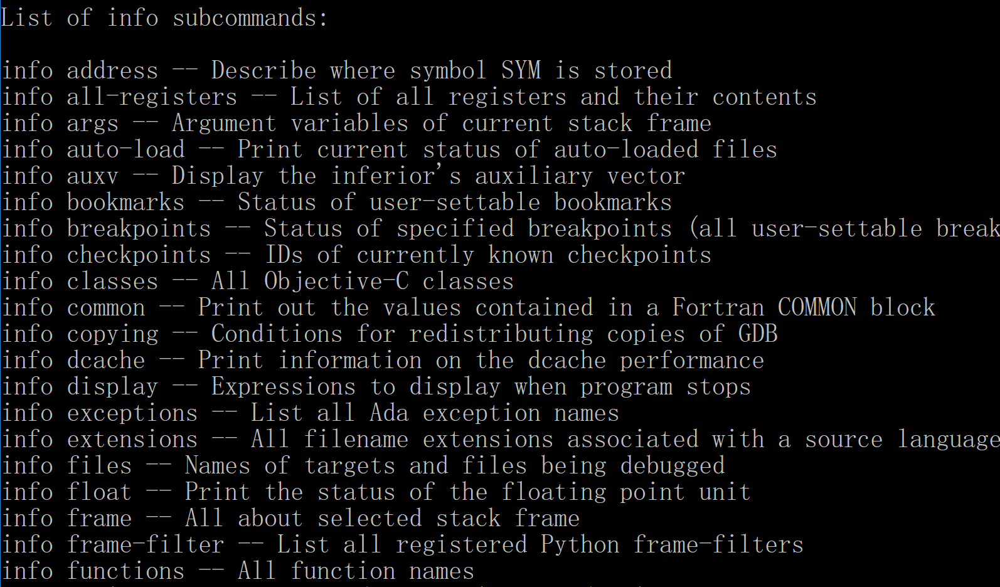 List of info subcommands:
info address -- Describe where symbol SYM is stored
info all-registers -- List of all registers and their contents
info args -- Argument variables of current stack frame
info auto-load -- Print current status of auto-loaded files
info auxv -- Display the inferior's auxiliary vector
info bookmarks -- Status of user-settable bookmarks
info breakpoints -- Status of specified breakpoints (all user-settable break
info checkpoints -- IDs of currently known checkpoints
info classes -- All Objective-C classes
info common -- Print out the values contained in a Fortran COMMON block
info copying -- Conditions for redistributing copies of GDB
info dcache -- Print information on the dcache performance
info display -- Expressions to display when program stops
info exceptions -- List all Ada exception names
info extensions -- All filename extensions associated with a source language
info files -- Names of targets and files being debugged
info float -- Print the status of the floating point unit
info frame -- All about selected stack frame
info frame-filter -- List all registered Python frame-filters
info functions -- All function names